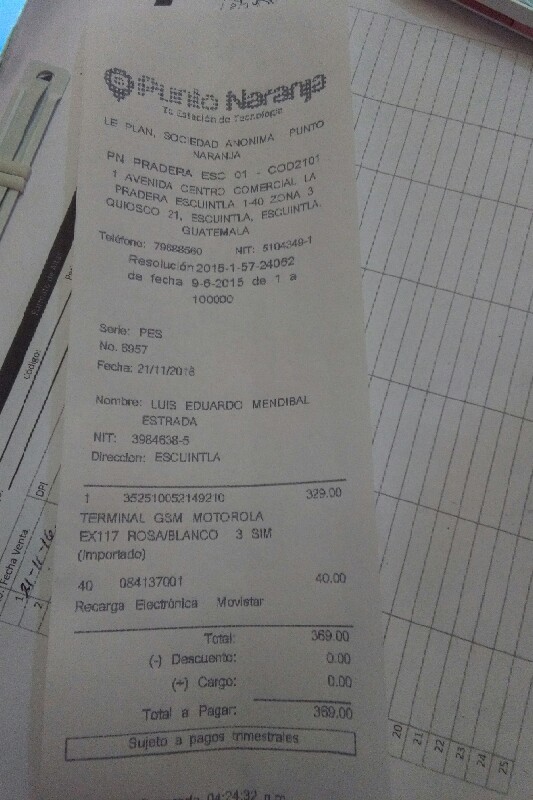 Punto Naranja
Tu Estación de Tecnología
LE PLAN, SOCIEDAD ANONIMA PUNTO
NARANJA
PN PRADERA ESC 01 - COD2101
1 AVENIDA CENTRO COMERCIAL LA
PRADERA ESCUINTLA 1-40 ZONA 3
QUIOSCO 21, ESCUINTLA, ESCUINTLA,
GUATEMALA
Teléfono: 79888560 NIT: 5104349-1
Resolución 2015-1-57-24052
de fecha 9-6-2015 de 1 a
100000
Serie: PES
No. 8957
Fecha: 21/11/2016
Nombre: LUIS EDUARDO MENDIBAL
ESTRADA
NIT: 3984638-5
Direccion: ESCUINTLA
1 352510052149210 329.00
TERMINAL GSM MOTOROLA
EX117 ROSA/BLANCO 3 SIM
(Importado)
40 084137001 40.00
Recarga Electrónica Movistar
Total: 369.00
(-) Descuento: 0.00
(+) Cargo: 0.00
Total a Pagar: 369.00
Sujeto a pagos trimestrales
04:24:32 p.m.
Código:
DPI
Fecha Venta
1 21-11-16
2
20
21
22
23
24
25